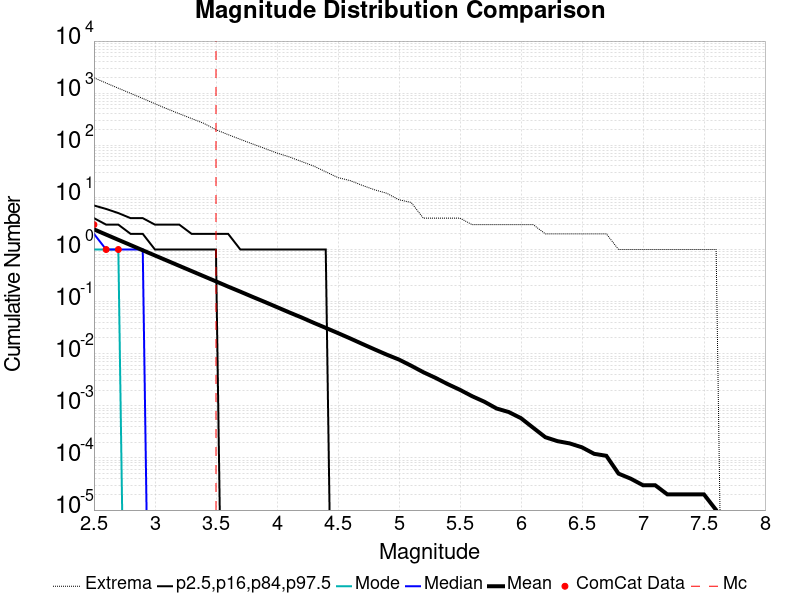 Magnitude Distribution Comparison
10^4
10^3
10^2
10^1
10^0
10^-1
10^-2
10^-3
10^-4
10^-5
Cumulative Number
2.5 3 3.5 4 4.5 5 5.5 6 6.5 7 7.5 8
Magnitude
Extrema p2.5,p16,p84,p97.5 Mode Median Mean ComCat Data Mc